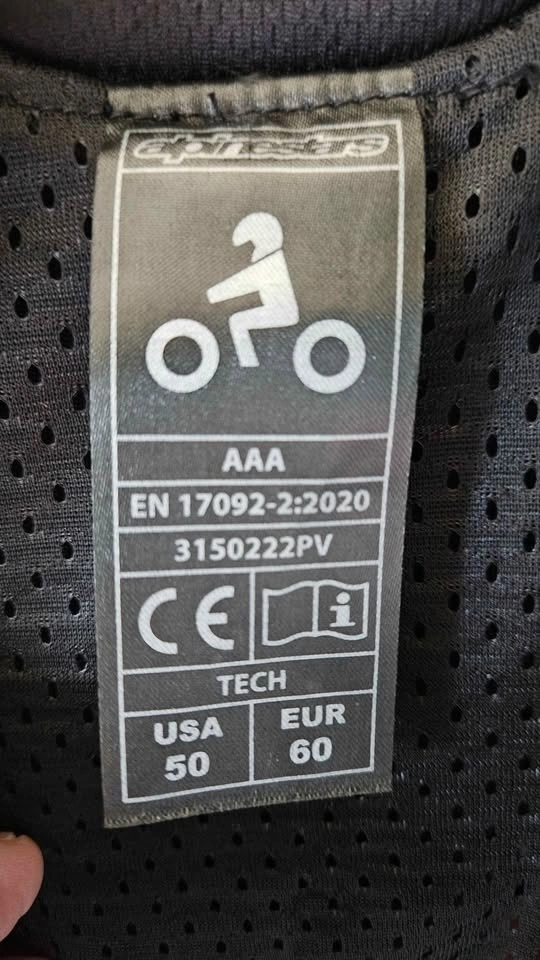 alpinestars
AAA
EN 17092-2:2020
3150222PV
CE i
TECH
USA EUR
50 60